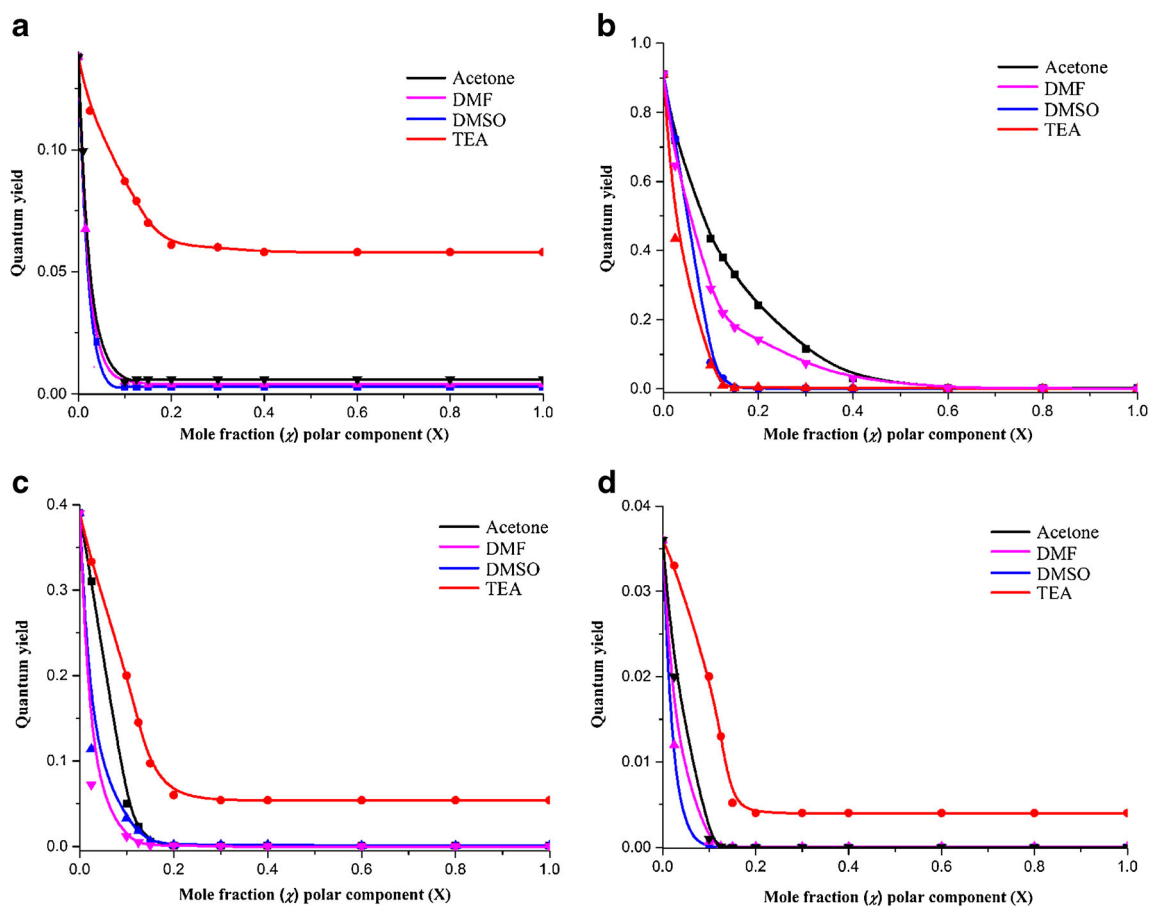 a
Acetone
DMF
DMSO
TEA
0.10
0.05
0.00
Quantum yield
0.0 0.2 0.4 0.6 0.8 1.0
Mole fraction (χ) polar component (X)
b
Acetone
DMF
DMSO
TEA
1.0
0.8
0.6
0.4
0.2
0.0
Quantum yield
0.0 0.2 0.4 0.6 0.8 1.0
Mole fraction (χ) polar component (X)
c
Acetone
DMF
DMSO
TEA
0.4
0.3
0.2
0.1
0.0
Quantum yield
0.0 0.2 0.4 0.6 0.8 1.0
Mole fraction (χ) polar component (X)
d
Acetone
DMF
DMSO
TEA
0.04
0.03
0.02
0.01
0.00
Quantum yield
0.0 0.2 0.4 0.6 0.8 1.0
Mole fraction (χ) polar component (X)